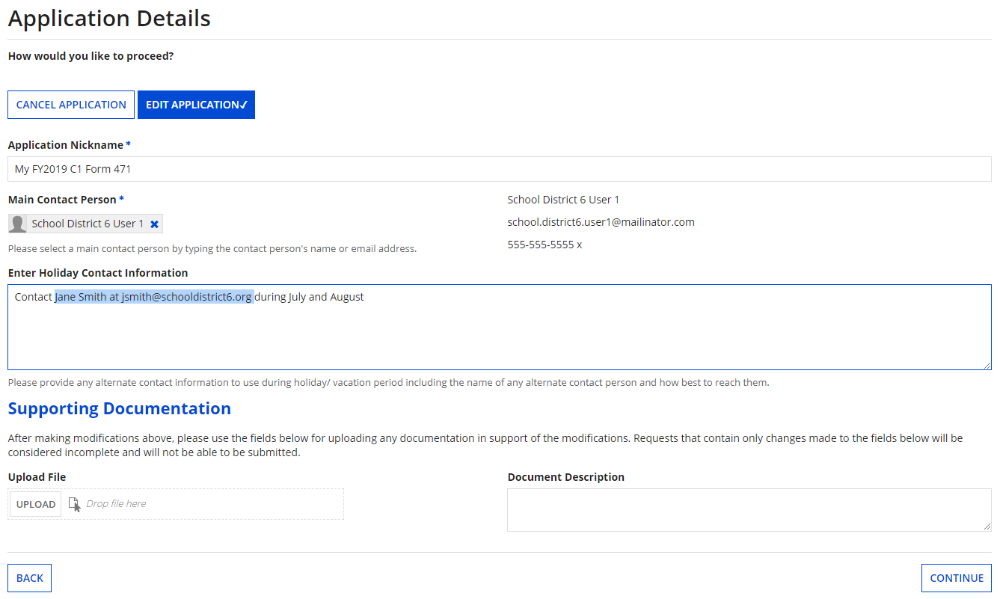 Application Details
How would you like to proceed?
CANCEL APPLICATION
EDIT APPLICATION✓
Application Nickname *
My FY2019 C1 Form 471
Main Contact Person *
School District 6 User 1 ✖
Please select a main contact person by typing the contact person's name or email address.
School District 6 User 1
school.district6.user1@mailinator.com
555-555-5555 x
Enter Holiday Contact Information
Contact Jane Smith at jsmith@schooldistrict6.org during July and August
Please provide any alternate contact information to use during holiday/ vacation period including the name of any alternate contact person and how best to reach them.
Supporting Documentation
After making modifications above, please use the fields below for uploading any documentation in support of the modifications. Requests that contain only changes made to the fields below will be
considered incomplete and will not be able to be submitted.
Upload File
UPLOAD Drop file here
Document Description
BACK
CONTINUE